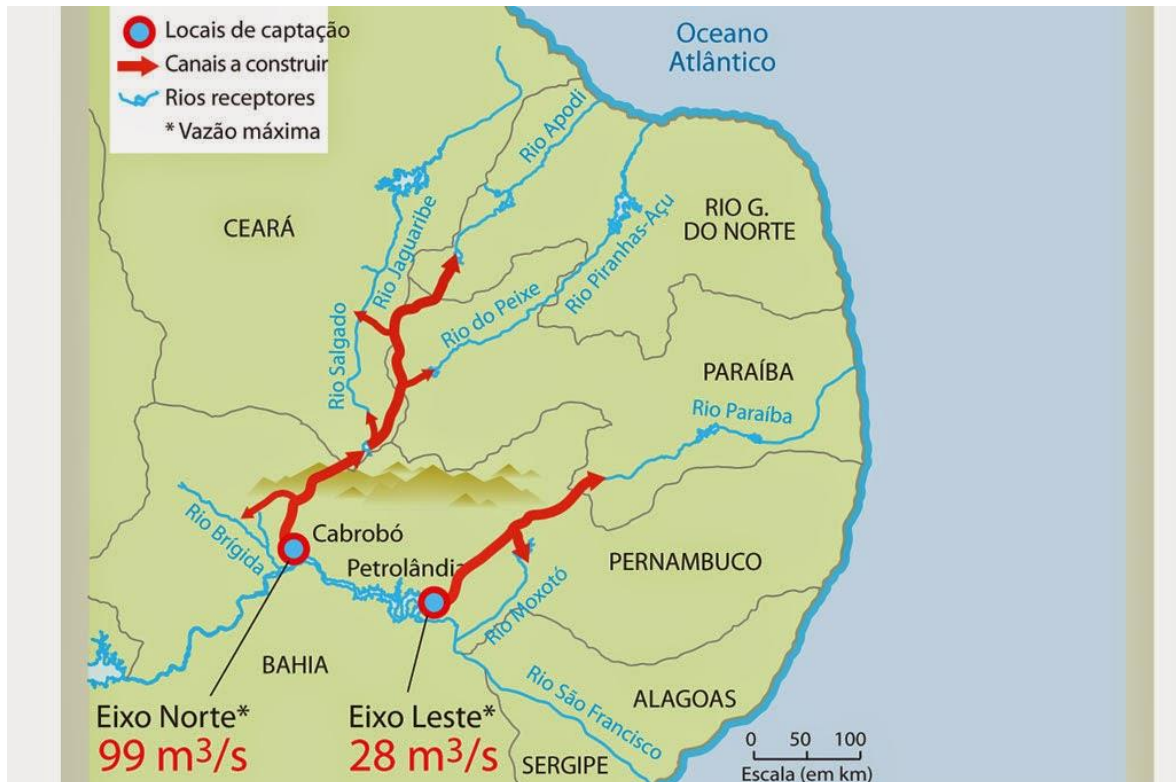 Locais de captação
Canais a construir
Rios receptores
* Vazão máxima
Oceano
Atlântico
CEARÁ
Rio Apodi
RIO G.
DO NORTE
Rio Jaguaribe
Rio Piranhas-Açu
Rio do Peixe
Rio Salgado
PARAÍBA
Rio Paraíba
Rio Brígida
Cabrobó
Petrolândia
PERNAMBUCO
Rio Moxotó
BAHIA
Rio São Francisco
ALAGOAS
Eixo Norte*
99 m³/s
Eixo Leste*
28 m³/s
SERGIPE
0 50 100
Escala (em km)